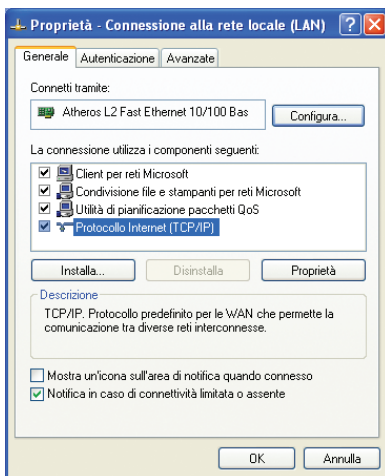 Proprietà - Connessione alla rete locale (LAN)
Generale Autenticazione Avanzate
Connetti tramite:
Atheros L2 Fast Ethernet 10/100 Bas Configura...
La connessione utilizza i componenti seguenti:
Client per reti Microsoft
Condivisione file e stampanti per reti Microsoft
Utilità di pianificazione pacchetti QoS
Protocollo Internet (TCP/IP)
Installa... Disinstalla Proprietà
Descrizione
TCP/IP. Protocollo predefinito per le WAN che permette la
comunicazione tra diverse reti interconnesse.
Mostra un'icona sull'area di notifica quando connesso
Notifica in caso di connettività limitata o assente
OK Annulla